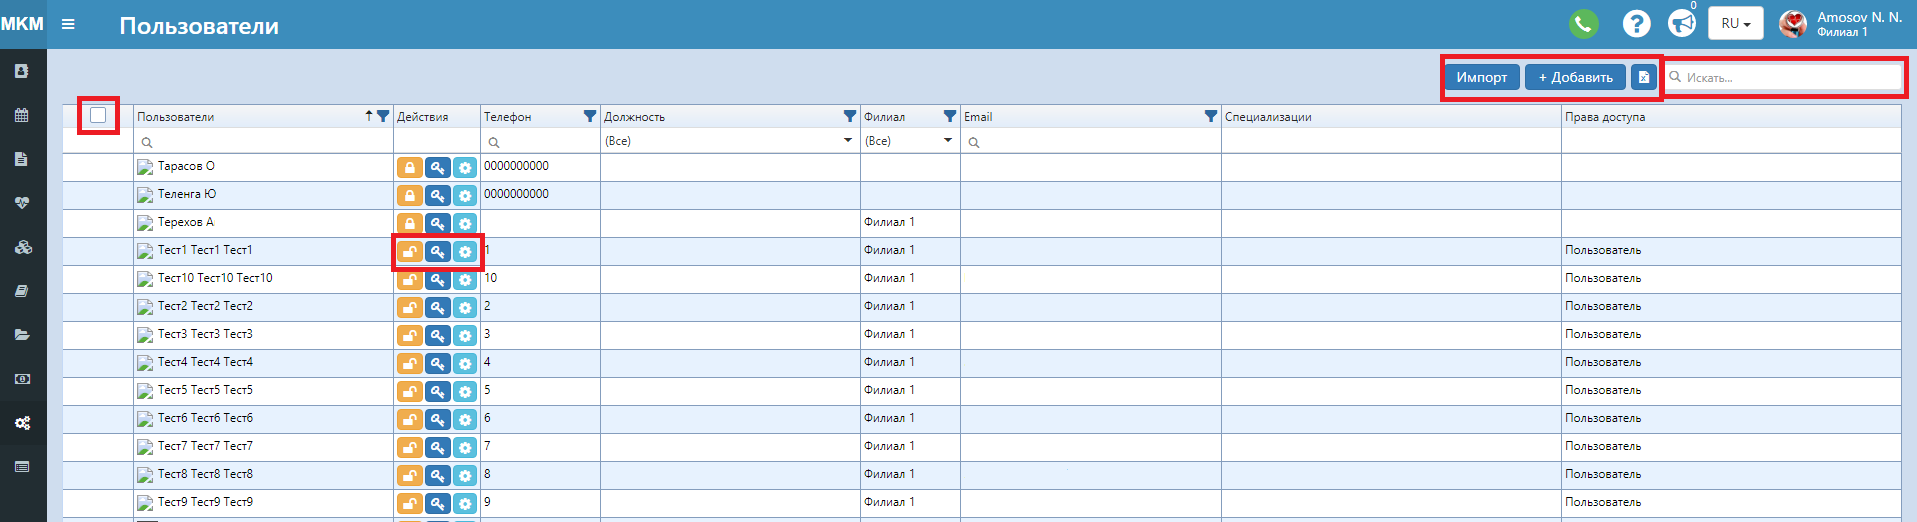 МКМ Пользователи 0 RU Amosov N. N.
Филиал 1
Импорт + Добавить Искать...
Пользователи Действия Телефон Должность Филиал Email Специализации Права доступа
(Все) (Все)
Тарасов О 0000000000
Теленга Ю 0000000000
Терехов А Филиал 1
Тест1 Тест1 Тест1 1 Филиал 1 Пользователь
Тест10 Тест10 Тест10 10 Филиал 1 Пользователь
Тест2 Тест2 Тест2 2 Филиал 1 Пользователь
Тест3 Тест3 Тест3 3 Филиал 1 Пользователь
Тест4 Тест4 Тест4 4 Филиал 1 Пользователь
Тест5 Тест5 Тест5 5 Филиал 1 Пользователь
Тест6 Тест6 Тест6 6 Филиал 1 Пользователь
Тест7 Тест7 Тест7 7 Филиал 1 Пользователь
Тест8 Тест8 Тест8 8 Филиал 1 Пользователь
Тест9 Тест9 Тест9 9 Филиал 1 Пользователь